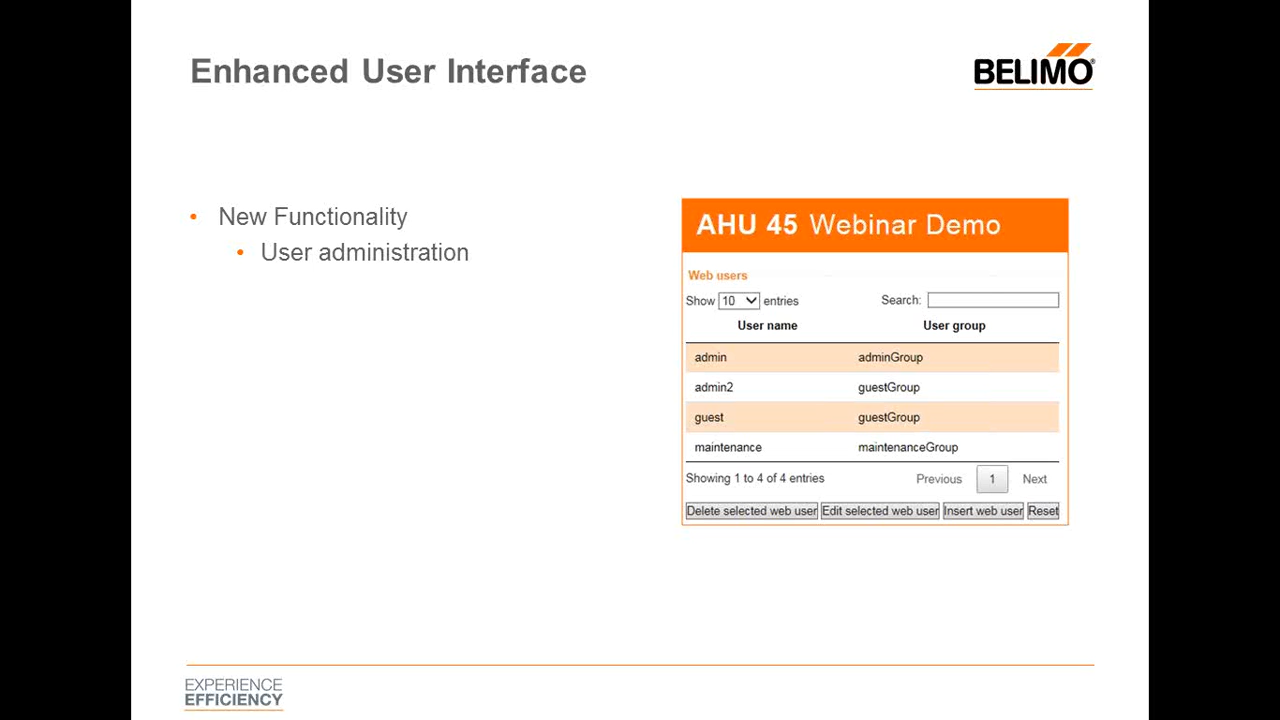 Enhanced User Interface
BELIMO®
• New Functionality
• User administration
AHU 45 Webinar Demo
Web users
Show 10 entries Search:
User name User group
admin adminGroup
admin2 guestGroup
guest guestGroup
maintenance maintenanceGroup
Showing 1 to 4 of 4 entries Previous 1 Next
Delete selected web user Edit selected web user Insert web user Reset
EXPERIENCE
EFFICIENCY